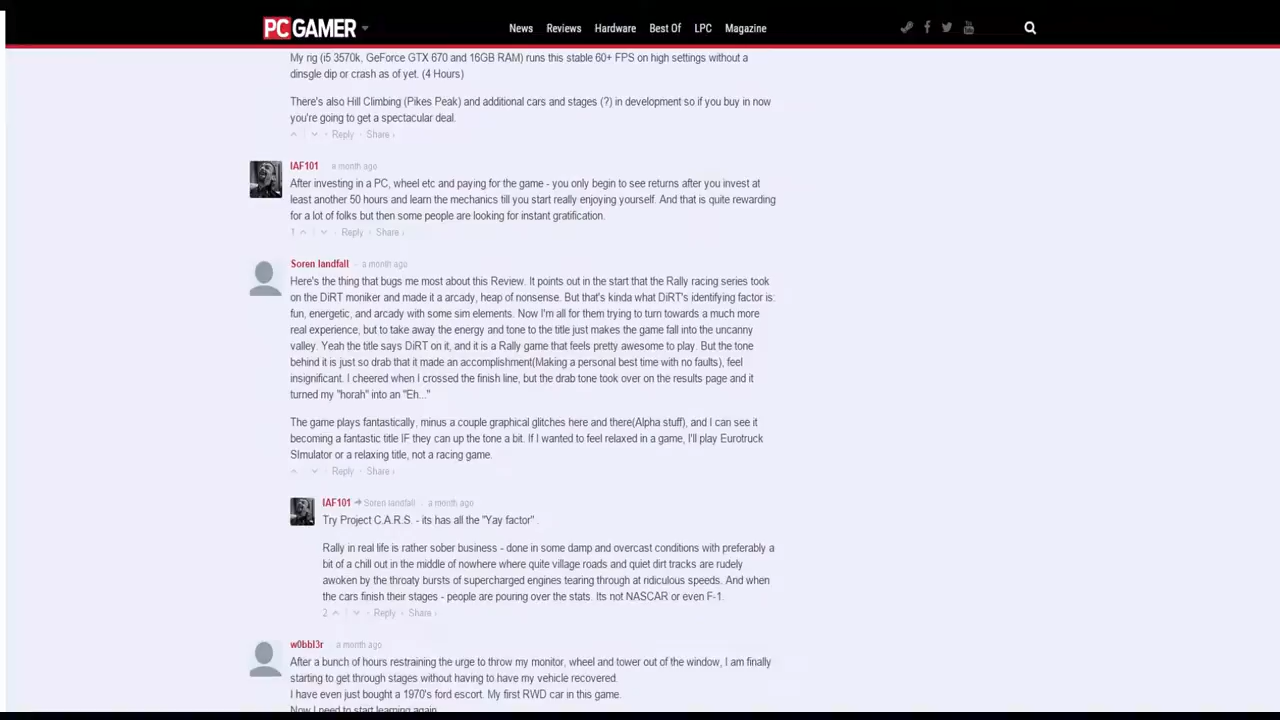 PC GAMER
News Reviews Hardware Best Of LPC Magazine
My rig (i5 3570k, GeForce GTX 670 and 16GB RAM) runs this stable 60+ FPS on high settings without a
dinsgle dip or crash as of yet. (4 Hours)
There's also Hill Climbing (Pikes Peak) and additional cars and stages (?) in development so if you buy in now
you're going to get a spectacular deal.
Reply · Share ›
IAF101 a month ago
After investing in a PC, wheel etc and paying for the game - you only begin to see returns after you invest at
least another 50 hours and learn the mechanics till you start really enjoying yourself. And that is quite rewarding
for a lot of folks but then some people are looking for instant gratification.
1 · Reply · Share ›
Soren landfall · a month ago
Here's the thing that bugs me most about this Review. It points out in the start that the Rally racing series took
on the DiRT moniker and made it a arcady, heap of nonsense. But that's kinda what DiRT's identifying factor is:
fun, energetic, and arcady with some sim elements. Now I'm all for them trying to turn towards a much more
real experience, but to take away the energy and tone to the title just makes the game fall into the uncanny
valley. Yeah the title says DiRT on it, and it is a Rally game that feels pretty awesome to play. But the tone
behind it is just so drab that it made an accomplishment(Making a personal best time with no faults), feel
insignificant. I cheered when I crossed the finish line, but the drab tone took over on the results page and it
turned my "horah" into an "Eh..."
The game plays fantastically, minus a couple graphical glitches here and there(Alpha stuff), and I can see it
becoming a fantastic title IF they can up the tone a bit. If I wanted to feel relaxed in a game, I'll play Eurotruck
SImulator or a relaxing title, not a racing game.
Reply · Share ›
IAF101 → Soren landfall · a month ago
Try Project C.A.R.S. - its has all the "Yay factor" .
Rally in real life is rather sober business - done in some damp and overcast conditions with preferably a
bit of a chill out in the middle of nowhere where quite village roads and quiet dirt tracks are rudely
awoken by the throaty bursts of supercharged engines tearing through at ridiculous speeds. And when
the cars finish their stages - people are pouring over the stats. Its not NASCAR or even F-1.
2 · Reply · Share ›
w0bbl3r a month ago
After a bunch of hours restraining the urge to throw my monitor, wheel and tower out of the window, I am finally
starting to get through stages without having to have my vehicle recovered.
I have even just bought a 1970's ford escort. My first RWD car in this game.
Now I need to start learning again.